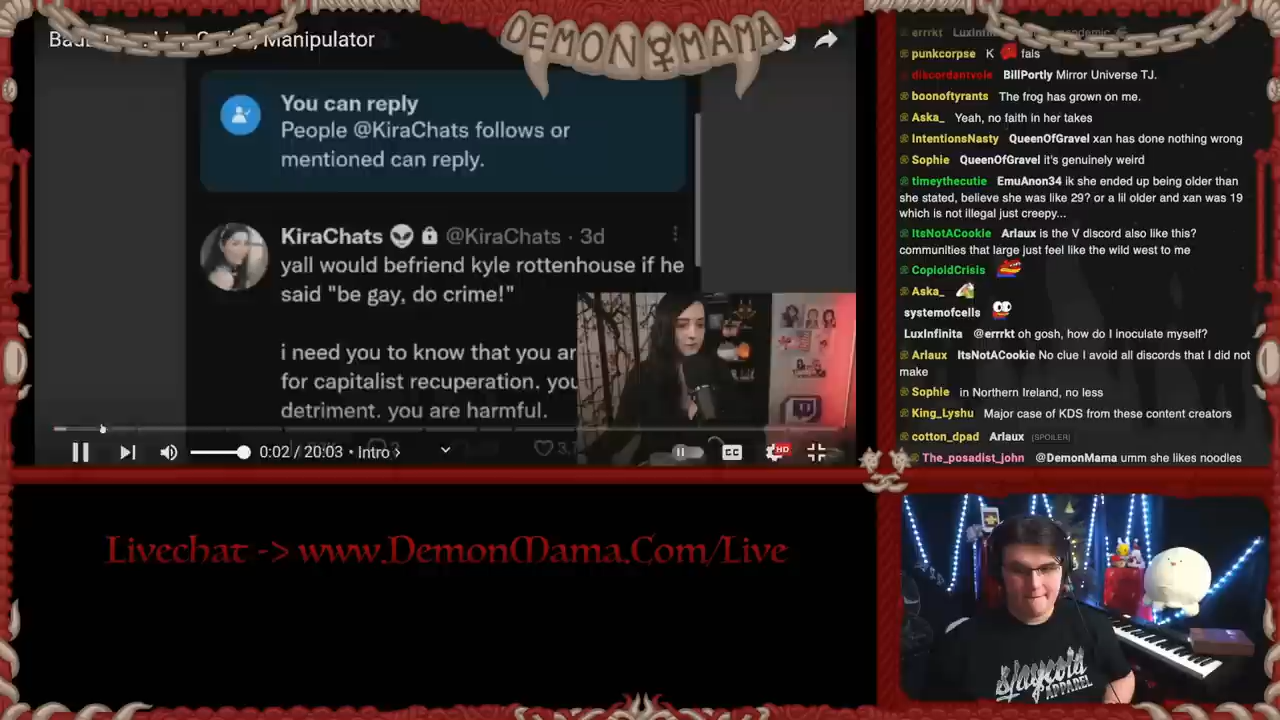 DEMON MAMA
Manipulator
You can reply
People @KiraChats follows or
mentioned can reply.
KiraChats @KiraChats · 3d
yall would befriend kyle rottenhouse if he
said "be gay, do crime!"
i need you to know that you
for capitalist recuperation.
detriment. you are harmful.
0:02 / 20:03 • Intro
CC
HD
Livechat -> www.DemonMama.Com/Live
errrkt
punkcorpse K fals
discordantvole BillPortly Mirror Universe TJ.
boonoftyrants The frog has grown on me.
Aska_ Yeah, no faith in her takes
IntentionsNasty QueenOfGravel xan has done nothing wrong
Sophie QueenOfGravel it's genuinely weird
timeythecutie EmuAnon34 ik she ended up being older than
she stated, believe she was like 29? or a lil older and xan was 19
which is not illegal just creepy...
ItsNotACookie Arlaux is the V discord also like this?
communities that large just feel like the wild west to me
CopioidCrisis
Aska_
systemofcells
LuxInfinita @errrkt oh gosh, how do I inoculate myself?
Arlaux ItsNotACookie No clue I avoid all discords that I did not
make
Sophie in Northern Ireland, no less
King_Lyshu Major case of KDS from these content creators
cotton_dpad Arlaux [SPOILER]
The_posadist_john @DemonMama umm she likes noodles
Slaycoid
APPAREL